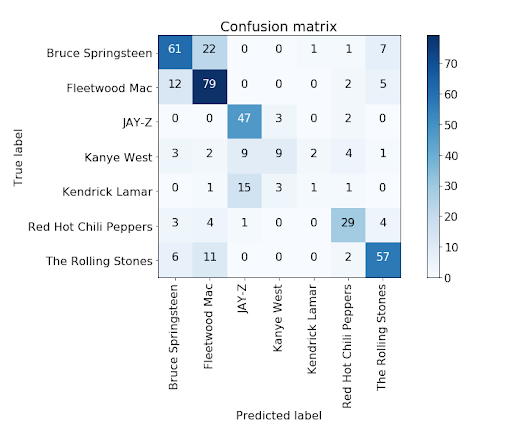 Confusion matrix
Bruce Springsteen 61 22 0 0 1 1 7
Fleetwood Mac 12 79 0 0 0 2 5
JAY-Z 0 0 47 3 0 2 0
Kanye West 3 2 9 9 2 4 1
Kendrick Lamar 0 1 15 3 1 1 0
Red Hot Chili Peppers 3 4 1 0 0 29 4
The Rolling Stones 6 11 0 0 0 2 57
True label
Bruce Springsteen
Fleetwood Mac
JAY-Z
Kanye West
Kendrick Lamar
Red Hot Chili Peppers
The Rolling Stones
Predicted label
70
60
50
40
30
20
10
0